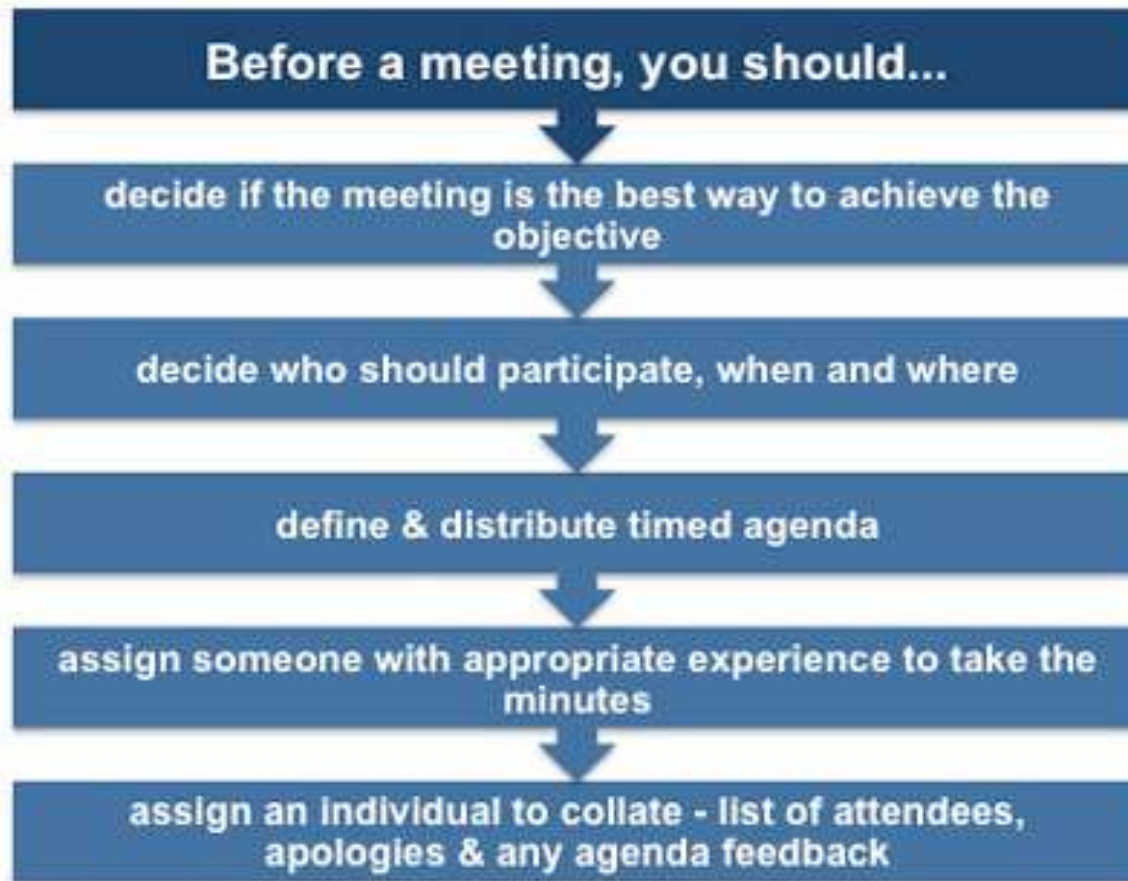 Before a meeting, you should...
decide if the meeting is the best way to achieve the
objective
decide who should participate, when and where
define & distribute timed agenda
assign someone with appropriate experience to take the
minutes
assign an individual to collate - list of attendees,
apologies & any agenda feedback